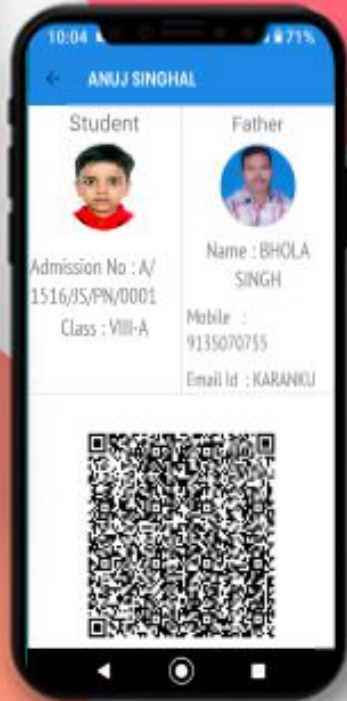 10:04
71%
ANUJ SINGHAL
Student
Admission No : A/
1516/JS/PN/0001
Class : VIII-A
Father
Name : BHOLA
SINGH
Mobile :
9135070755
Email Id : KARANKU